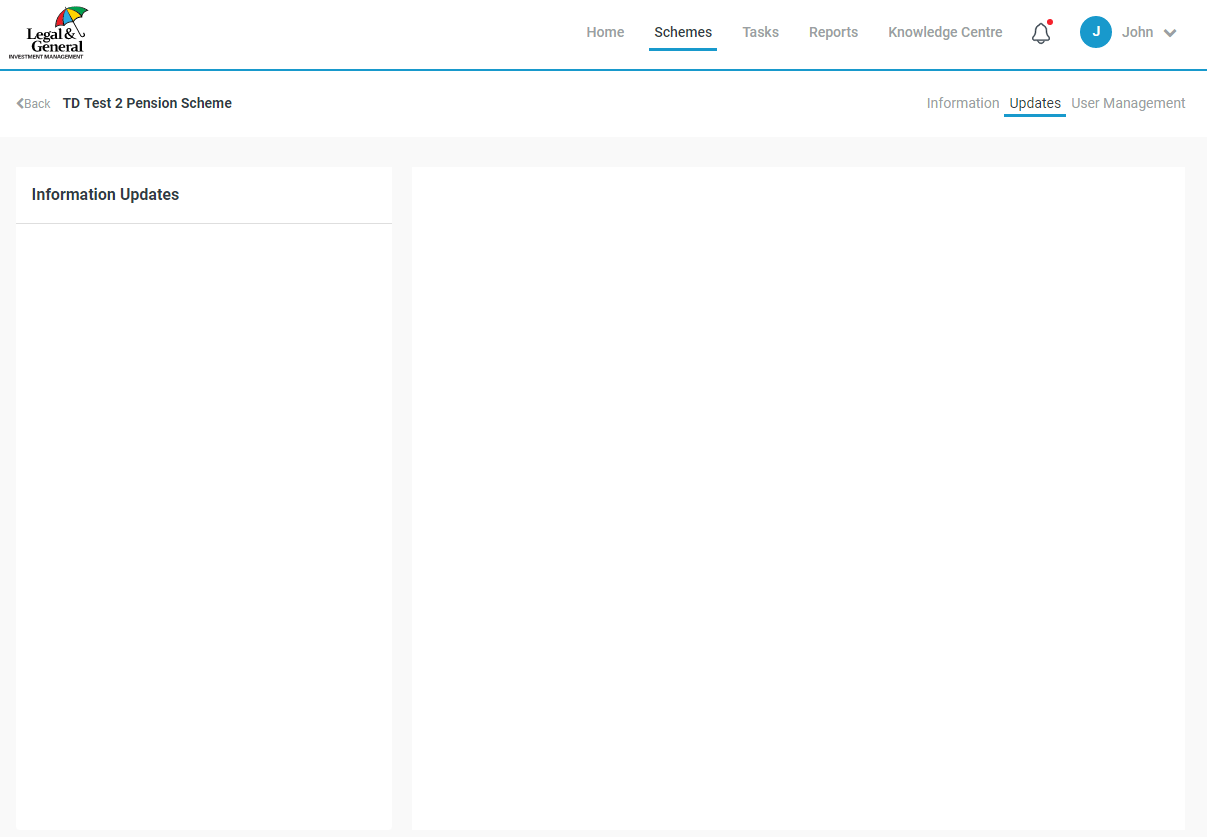 Legal &
General
INVESTMENT MANAGEMENT
Home Schemes Tasks Reports Knowledge Centre J John
Back TD Test 2 Pension Scheme Information Updates User Management
Information Updates